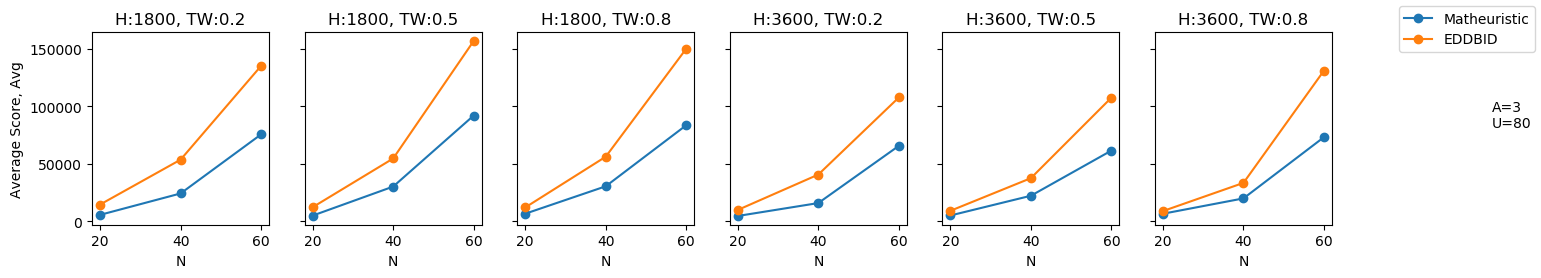 H:1800, TW:0.2
H:1800, TW:0.5
H:1800, TW:0.8
H:3600, TW:0.2
H:3600, TW:0.5
H:3600, TW:0.8
Matheuristic
EDDBID
Average Score, Avg
150000
100000
50000
0
A=3
U=80
20 40 60
20 40 60
20 40 60
20 40 60
20 40 60
20 40 60
N
N
N
N
N
N